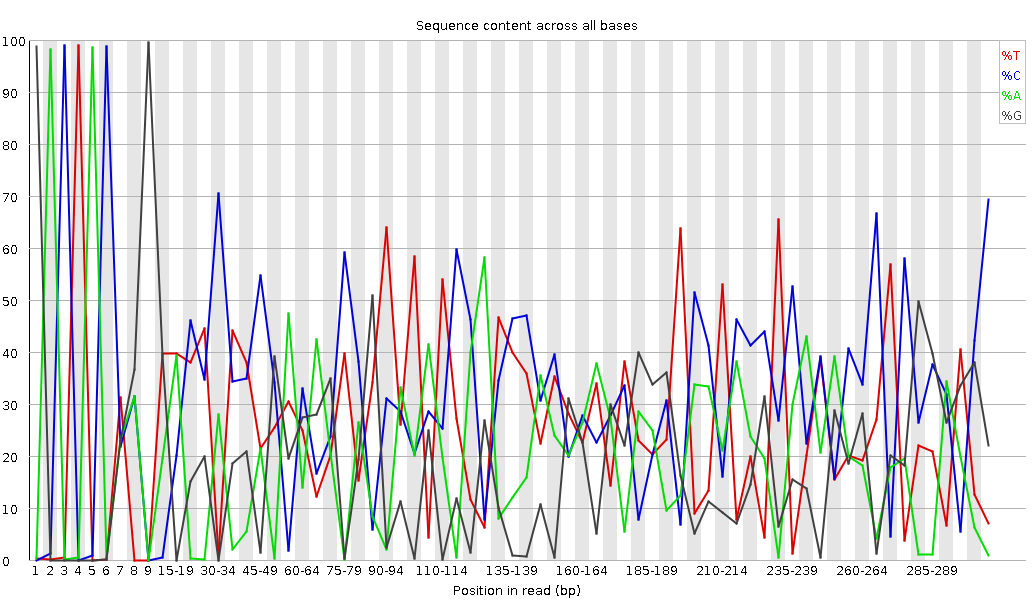 Sequence content across all bases
100
90
80
70
60
50
40
30
20
10
0
%T
%C
%A
%G
1 2 3 4 5 6 7 8 9 15-19 30-34 45-49 60-64 75-79 90-94 110-114 135-139 160-164 185-189 210-214 235-239 260-264 285-289
Position in read (bp)